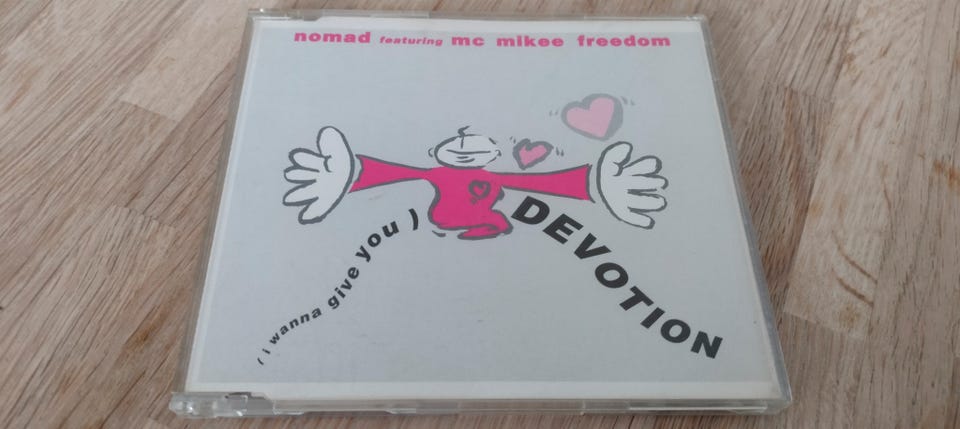 nomad featuring mc mikee freedom
(i wanna give you)
DEVOTION